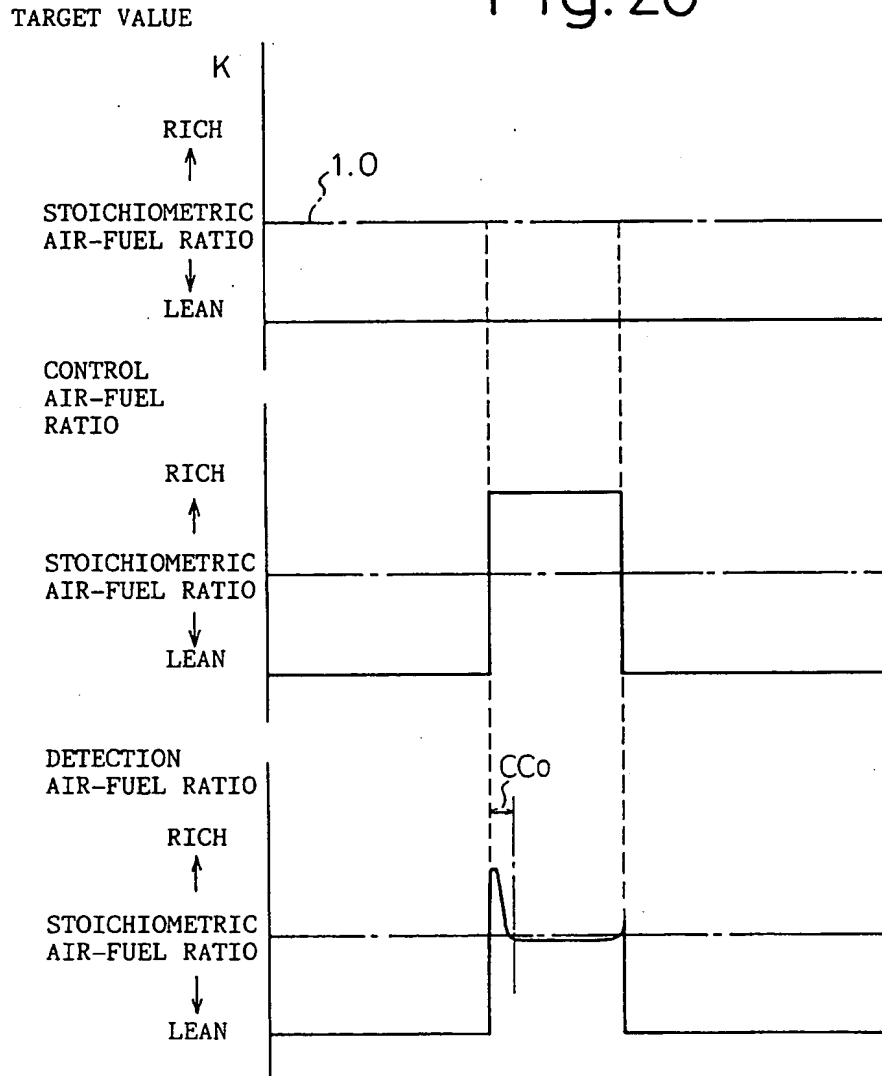 Fig.
TARGET VALUE
K
RICH
↑
1.0
STOICHIOMETRIC
AIR-FUEL RATIO
↓
LEAN
CONTROL
AIR-FUEL
RATIO
RICH
↑
STOICHIOMETRIC
AIR-FUEL RATIO
↓
LEAN
DETECTION
AIR-FUEL RATIO
CCo
RICH
↑
STOICHIOMETRIC
AIR-FUEL RATIO
↓
LEAN